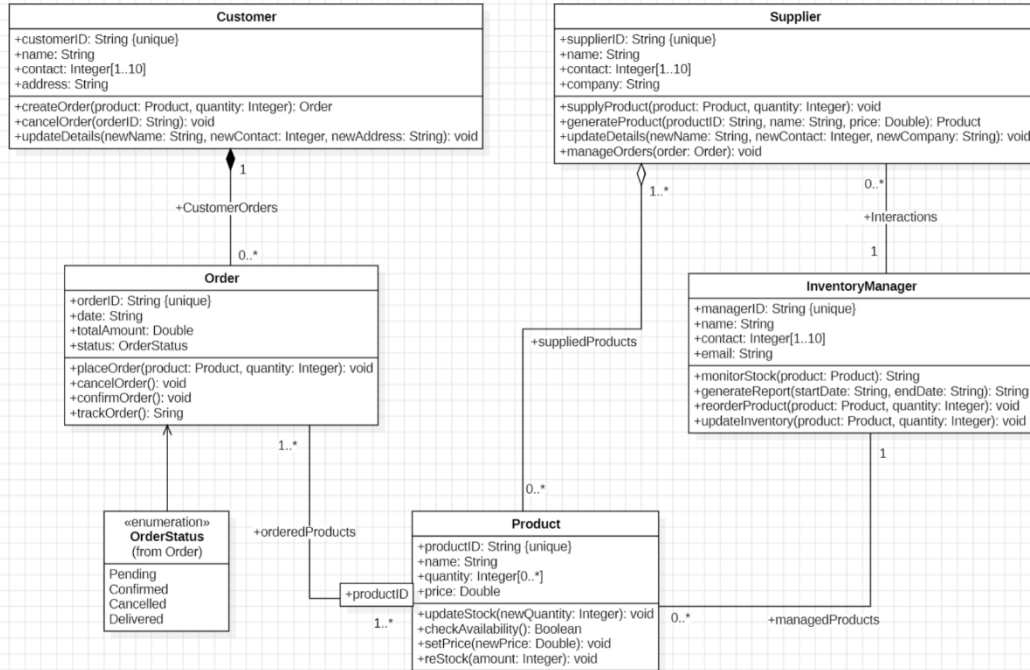 Customer
+customerID: String {unique}
+name: String
+contact: Integer[1..10]
+address: String
+createOrder(product: Product, quantity: Integer): Order
+cancelOrder(orderID: String): void
+updateDetails(newName: String, newContact: Integer, newAddress: String): void
Supplier
+supplierID: String {unique}
+name: String
+contact: Integer[1..10]
+company: String
+supplyProduct(product: Product, quantity: Integer): void
+generateProduct(productID: String, name: String, price: Double): Product
+updateDetails(newName: String, newContact: Integer, newCompany: String): void
+manageOrders(order: Order): void
1
+CustomerOrders
0..*
1..*
0..*
+Interactions
1
Order
+orderID: String {unique}
+date: String
+totalAmount: Double
+status: OrderStatus
+placeOrder(product: Product, quantity: Integer): void
+cancelOrder(): void
+confirmOrder(): void
+trackOrder(): Sring
InventoryManager
+managerID: String {unique}
+name: String
+contact: Integer[1..10]
+email: String
+monitorStock(product: Product): String
+generateReport(startDate: String, endDate: String): String
+reorderProduct(product: Product, quantity: Integer): void
+updateInventory(product: Product, quantity: Integer): void
+suppliedProducts
1..*
1
0..*
«enumeration»
OrderStatus
(from Order)
Pending
Confirmed
Cancelled
Delivered
+orderedProducts
+productID
1..*
Product
+productID: String {unique}
+name: String
+quantity: Integer[0..*]
+price: Double
+updateStock(newQuantity: Integer): void
+checkAvailability(): Boolean
+setPrice(newPrice: Double): void
+reStock(amount: Integer): void
0..*
+managedProducts